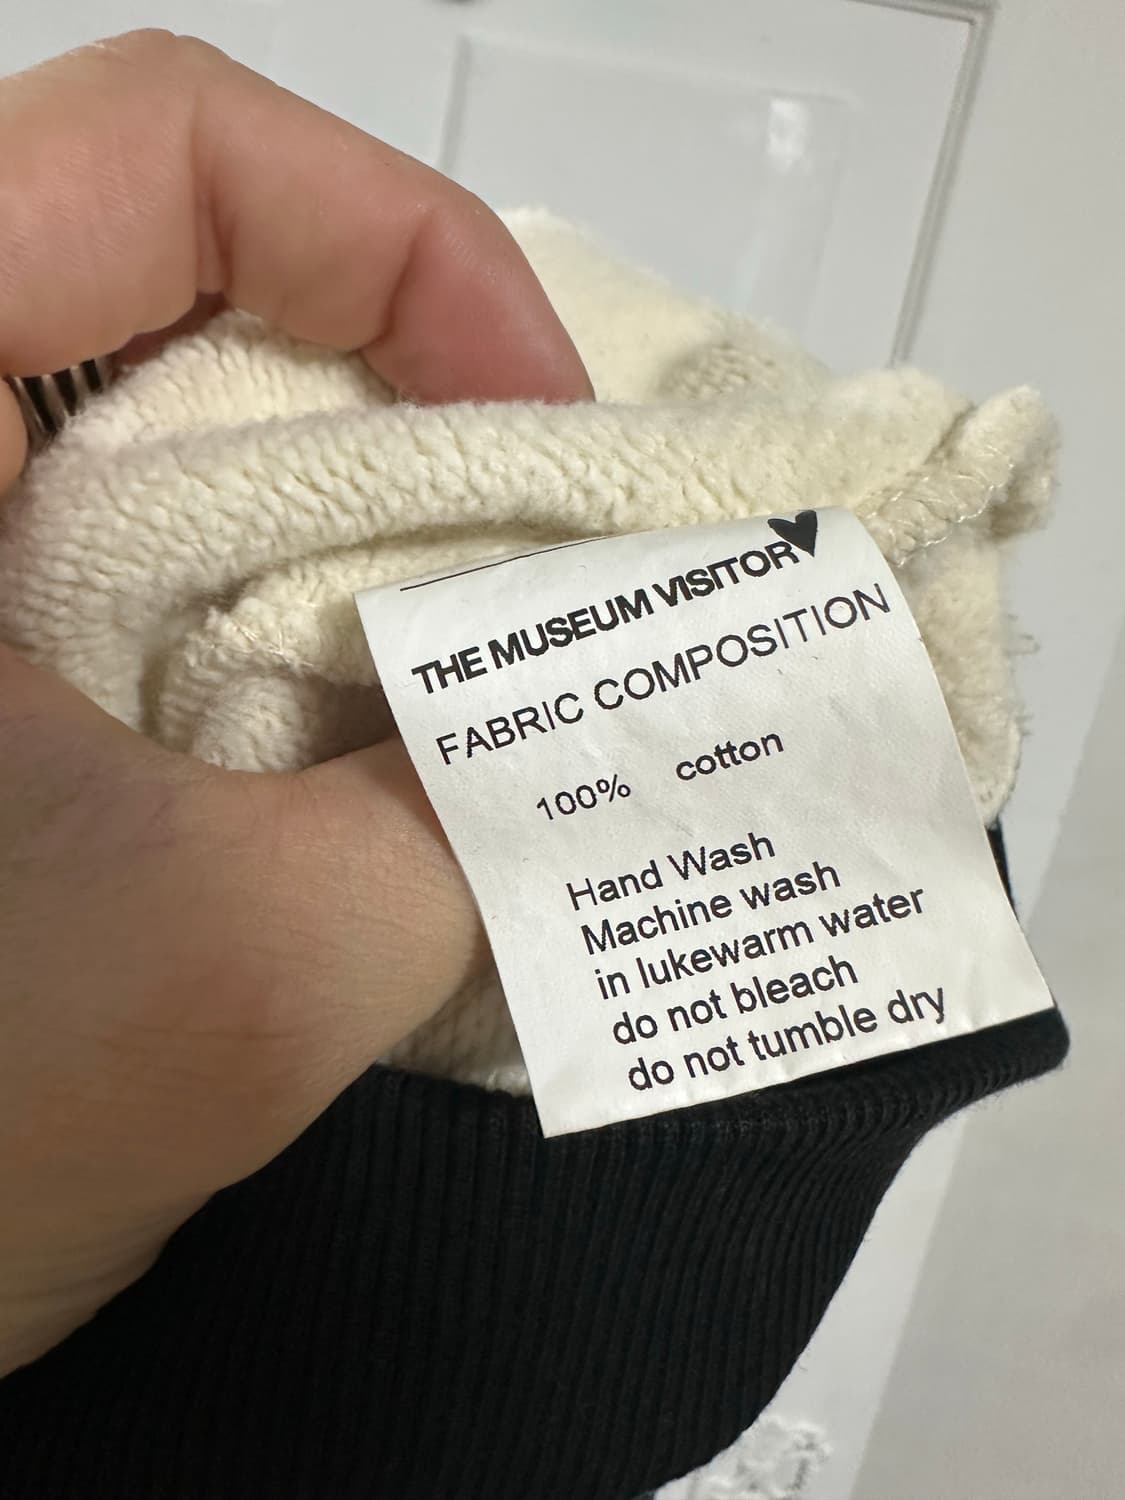 THE MUSEUM VISITOR
FABRIC COMPOSITION
100% cotton
Hand Wash
Machine wash
in lukewarm water
do not bleach
do not tumble dry